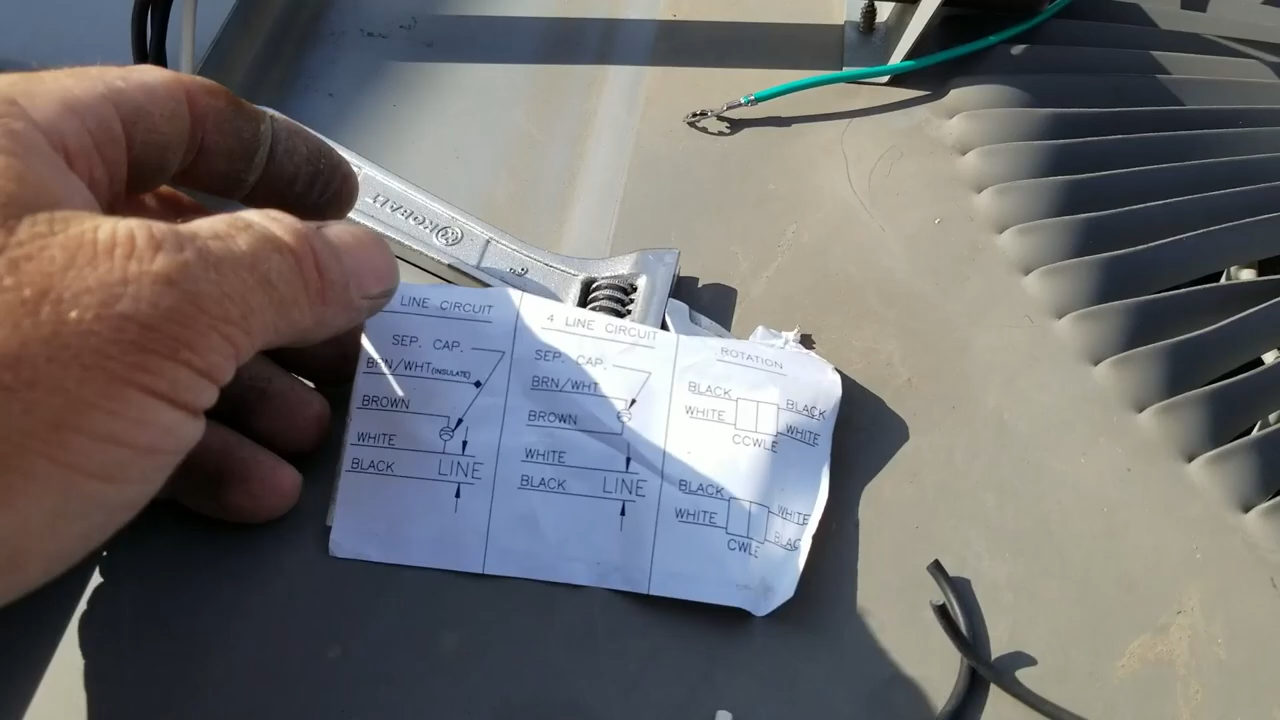 KOBALT
LINE CIRCUIT
SEP. CAP.
BRN/WHT(INSULATE)
BROWN
WHITE
BLACK
LINE
4 LINE CIRCUIT
SEP. CAP.
BRN/WHT
BROWN
WHITE
BLACK
LINE
ROTATION
BLACK
BLACK
WHITE
WHITE
CCWLE
BLACK
WHITE
WHITE
BLAC
CWLE